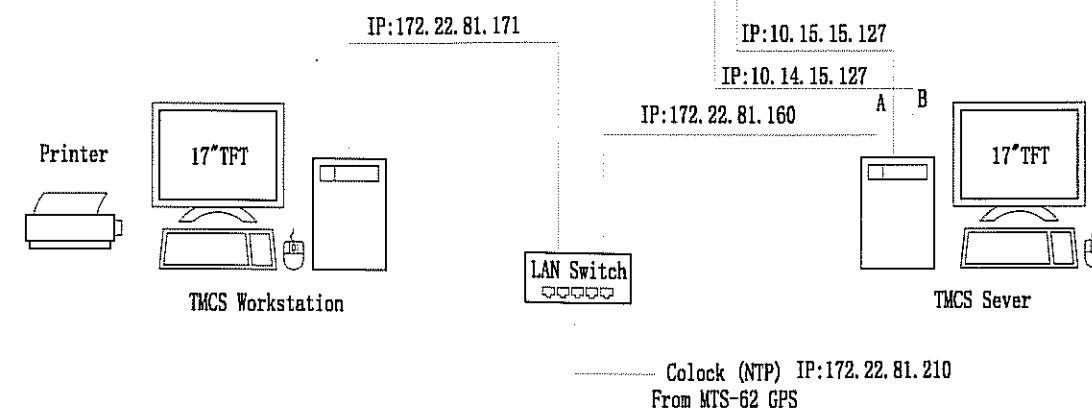 IP:172.22.81.171
IP:10.15.15.127
IP:10.14.15.127
IP:172.22.81.160
A
B
Printer
17"TFT
17"TFT
LAN Switch
TMCS Workstation
TMCS Sever
Colock (NTP) IP:172.22.81.210
From MTS-62 GPS